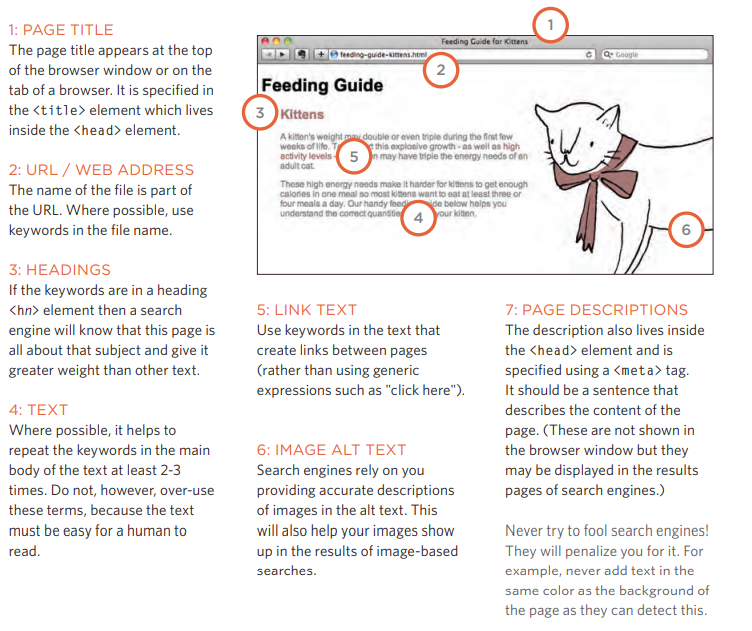 1: PAGE TITLE
The page title appears at the top
of the browser window or on the
tab of a browser. It is specified in
the <title> element which lives
inside the <head> element.
2: URL / WEB ADDRESS
The name of the file is part of
the URL. Where possible, use
keywords in the file name.
3: HEADINGS
If the keywords are in a heading
<hn> element then a search
engine will know that this page is
all about that subject and give it
greater weight than other text.
4: TEXT
Where possible, it helps to
repeat the keywords in the main
body of the text at least 2-3
times. Do not, however, over-use
these terms, because the text
must be easy for a human to
read.
1
Feeding Guide for Kittens
feeding-guide-kittens.html
Google
2
Feeding Guide
3
Kittens
A kitten's weight may double or even triple during the first few
weeks of life. this explosive growth - as well as high
activity levels - may have triple the energy needs of an
adult cat.
5
These high energy needs make it harder for kittens to get enough
calories in one meal so most kittens want to eat at least three or
four meals a day. Our handy below helps you
understand the correct your kitten.
4
6
5: LINK TEXT
Use keywords in the text that
create links between pages
(rather than using generic
expressions such as "click here").
6: IMAGE ALT TEXT
Search engines rely on you
providing accurate descriptions
of images in the alt text. This
will also help your images show
up in the results of image-based
searches.
7: PAGE DESCRIPTIONS
The description also lives inside
the <head> element and is
specified using a <meta> tag.
It should be a sentence that
describes the content of the
page. (These are not shown in
the browser window but they
may be displayed in the results
pages of search engines.)
Never try to fool search engines!
They will penalize you for it. For
example, never add text in the
same color as the background of
the page as they can detect this.